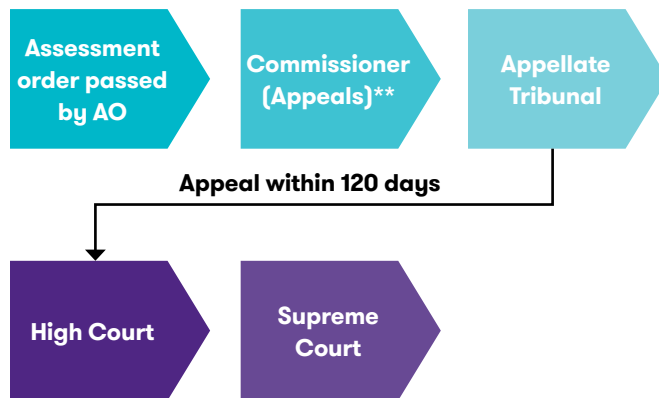 Assessment
order passed
by AO
Commissioner
(Appeals)**
Appellate
Tribunal
Appeal within 120 days
High Court
Supreme
Court